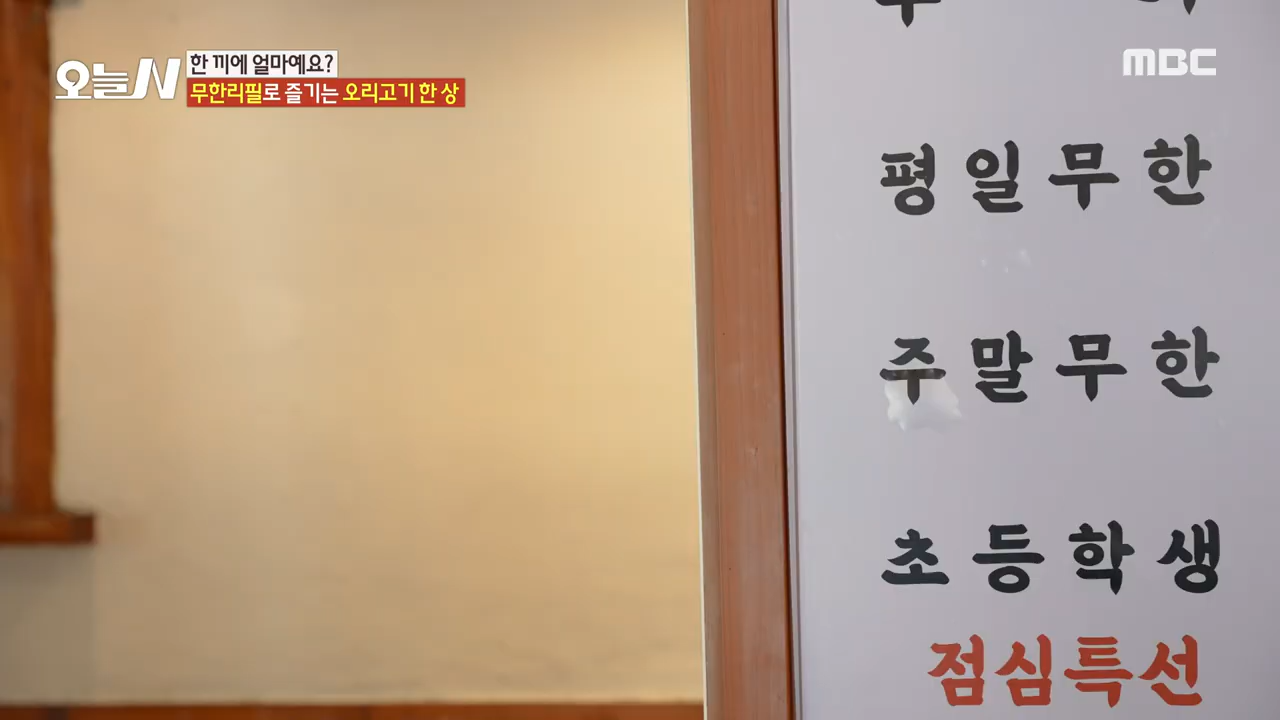 오늘N
한 끼에 얼마예요?
무한리필로 즐기는 오리고기 한 상
MBC
평일무한
주말무한
초등학생
점심특선